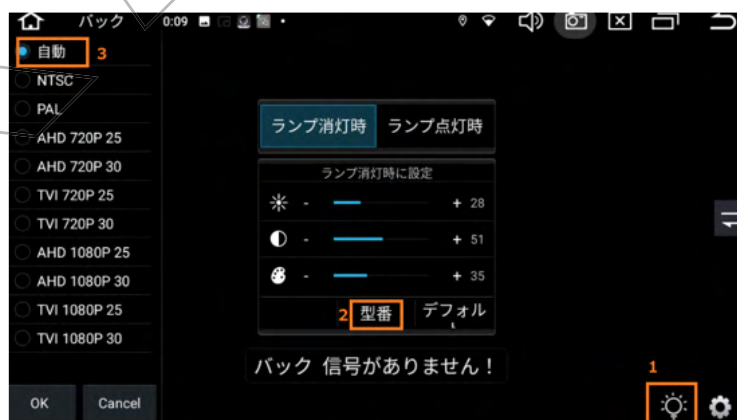 バック 0:09
自動 3
NTSC
PAL
AHD 720P 25
AHD 720P 30
TVI 720P 25
TVI 720P 30
AHD 1080P 25
AHD 1080P 30
TVI 1080P 25
TVI 1080P 30
OK Cancel
ランプ消灯時 ランプ点灯時
ランプ消灯時に設定
- + 28
- + 51
- + 35
2 型番 デフォル
バック 信号がありません!
1